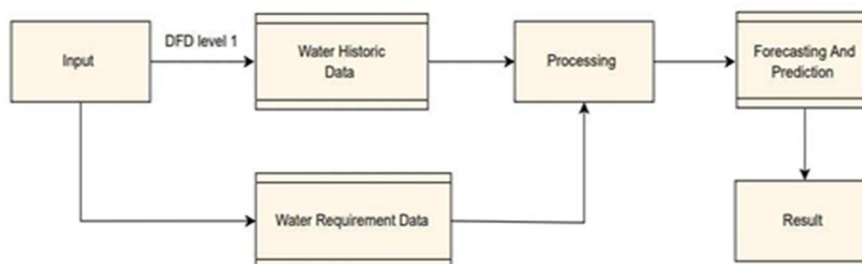 Input
DFD level 1
Water Historic
Data
Processing
Forecasting And
Prediction
Water Requirement Data
Result